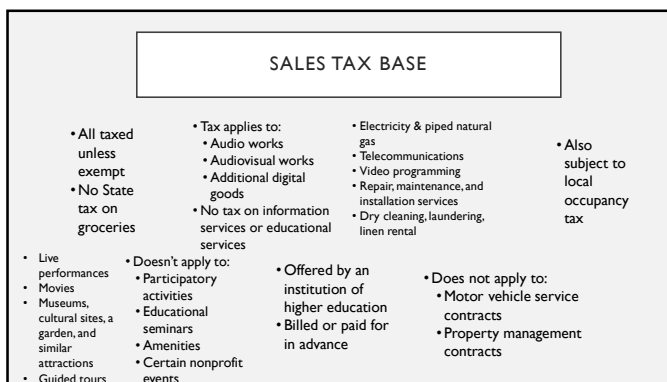 SALES TAX BASE
• All taxed
unless
exempt
• No State
tax on
groceries
• Tax applies to:
• Audio works
• Audiovisual works
• Additional digital
goods
• No tax on information
services or educational
services
• Electricity & piped natural
gas
• Telecommunications
• Video programming
• Repair, maintenance, and
installation services
• Dry cleaning, laundering,
linen rental
• Also
subject to
local
occupancy
tax
• Live
performances
• Movies
• Museums,
cultural sites, a
garden, and
similar
attractions
• Guided tours
• Doesn't apply to:
• Participatory
activities
• Educational
seminars
• Amenities
• Certain nonprofit
events
• Offered by an
institution of
higher education
• Billed or paid for
in advance
• Does not apply to:
• Motor vehicle service
contracts
• Property management
contracts